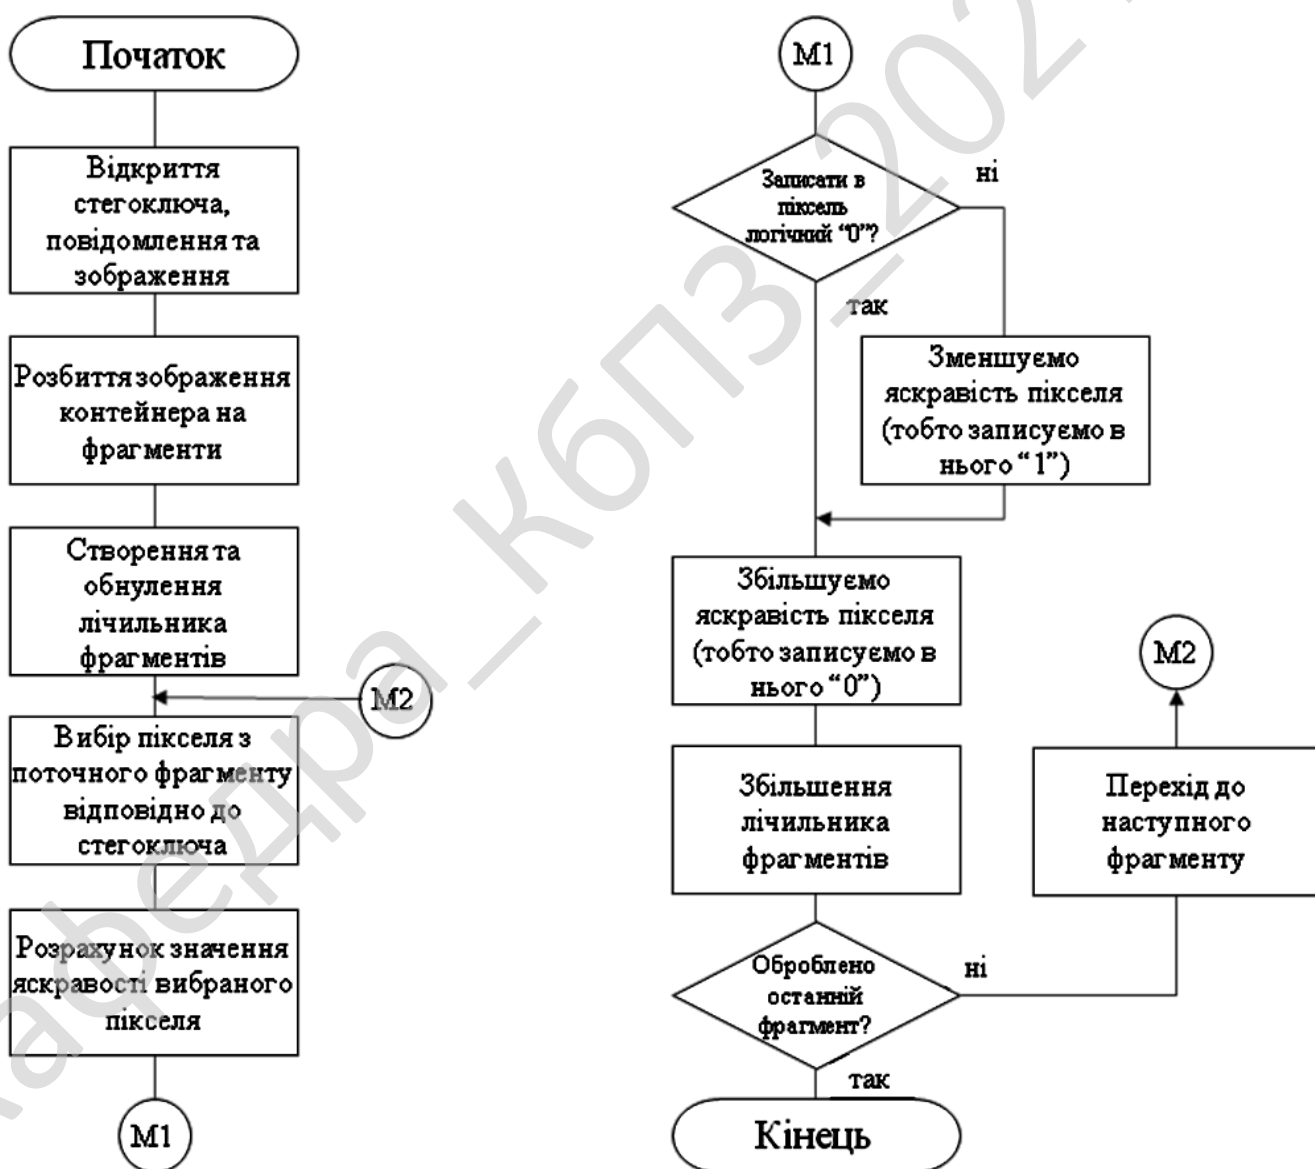 Початок
Відкриття
стегоключа,
повідомлення та
зображення
Розбиття зображення
контейнера на
фрагменти
Створення та
обнулення
лічильника
фрагментів
M2
Вибір пікселя з
поточного фрагменту
відповідно до
стегоключа
Розрахунок значення
яскравості вибраного
пікселя
M1
M1
Записати в
піксель
логічний “0”?
ні
так
Зменшуємо
яскравість пікселя
(тобто записуємо в
нього “1”)
Збільшуємо
яскравість пікселя
(тобто записуємо в
нього “0”)
M2
Збільшення
лічильника
фрагментів
Перехід до
наступного
фрагменту
Оброблено
останній
фрагмент?
ні
так
Кінець